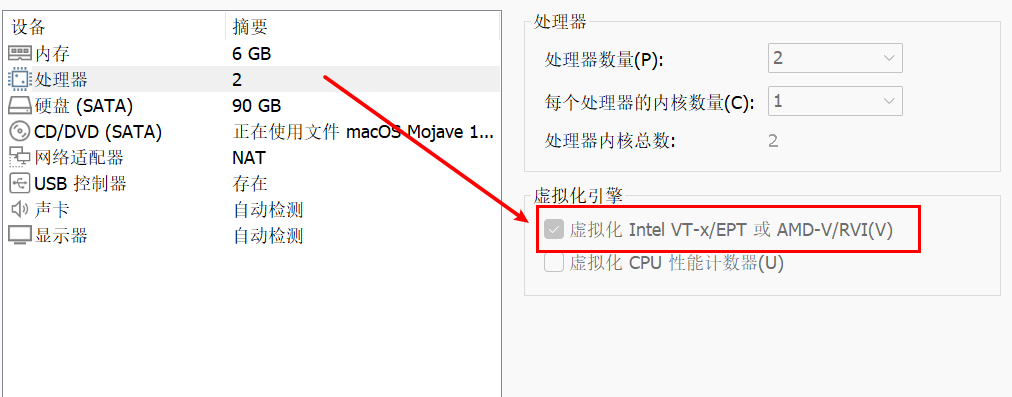 设备 摘要
内存 6 GB
处理器 2
硬盘 (SATA) 90 GB
CD/DVD (SATA) 正在使用文件 macOS Mojave 1...
网络适配器 NAT
USB 控制器 存在
声卡 自动检测
显示器 自动检测
处理器
处理器数量(P): 2
每个处理器的内核数量(C): 1
处理器内核总数: 2
虚拟化引擎
虚拟化 Intel VT-x/EPT 或 AMD-V/RVI(V)
虚拟化 CPU 性能计数器(U)